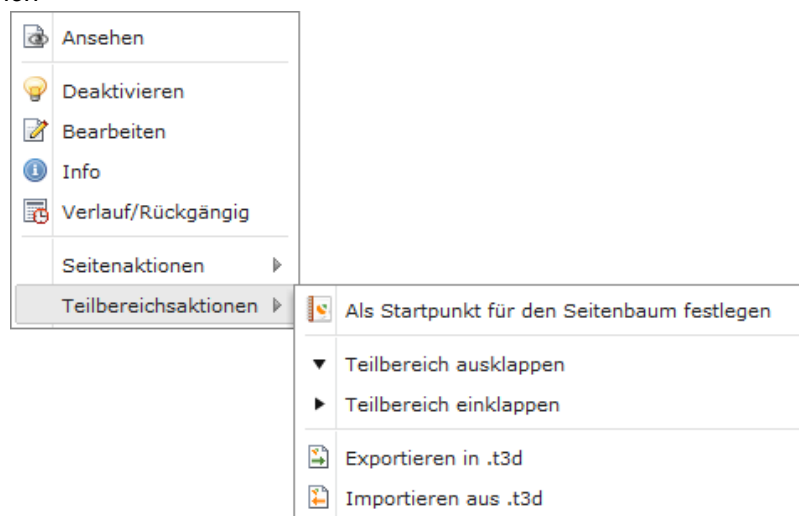 Ansehen
Deaktivieren
Bearbeiten
Info
Verlauf/Rückgängig
Seitenaktionen
Teilbereichsaktionen
Als Startpunkt für den Seitenbaum festlegen
Teilbereich ausklappen
Teilbereich einklappen
Exportieren in .t3d
Importieren aus .t3d